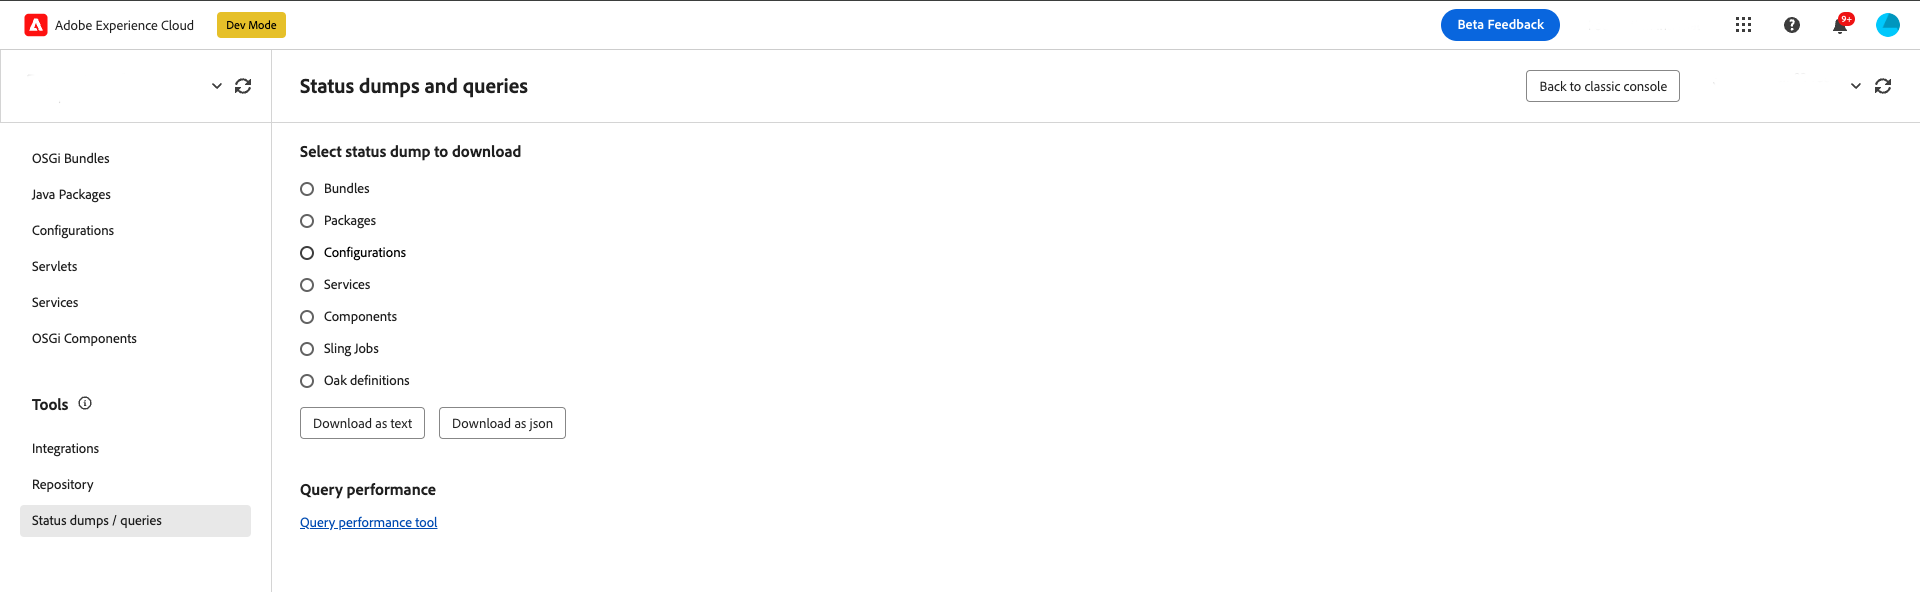 Adobe Experience Cloud
Dev Mode
Beta Feedback
9+
Status dumps and queries
Back to classic console
OSGi Bundles
Java Packages
Configurations
Servlets
Services
OSGi Components
Tools
Integrations
Repository
Status dumps / queries
Select status dump to download
Bundles
Packages
Configurations
Services
Components
Sling Jobs
Oak definitions
Download as text
Download as json
Query performance
Query performance tool